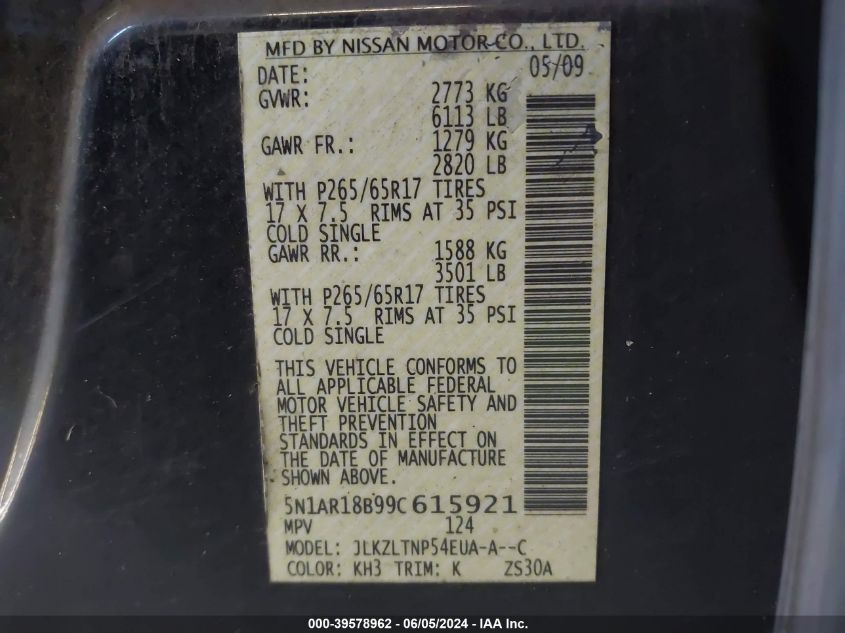 MFD BY NISSAN MOTOR CO., LTD.
DATE: 05/09
GVWR: 2773 KG
6113 LB
GAWR FR.: 1279 KG
2820 LB
WITH P265/65R17 TIRES
17 X 7.5 RIMS AT 35 PSI
COLD SINGLE
GAWR RR.: 1588 KG
3501 LB
WITH P265/65R17 TIRES
17 X 7.5 RIMS AT 35 PSI
COLD SINGLE
THIS VEHICLE CONFORMS TO
ALL APPLICABLE FEDERAL
MOTOR VEHICLE SAFETY AND
THEFT PREVENTION
STANDARDS IN EFFECT ON
THE DATE OF MANUFACTURE
SHOWN ABOVE.
5N1AR18B99C615921
MPV 124
MODEL: JLKZLTNP54EUA-A--C
COLOR: KH3 TRIM: K ZS30A
000-39578962 - 06/05/2024 - IAA Inc.